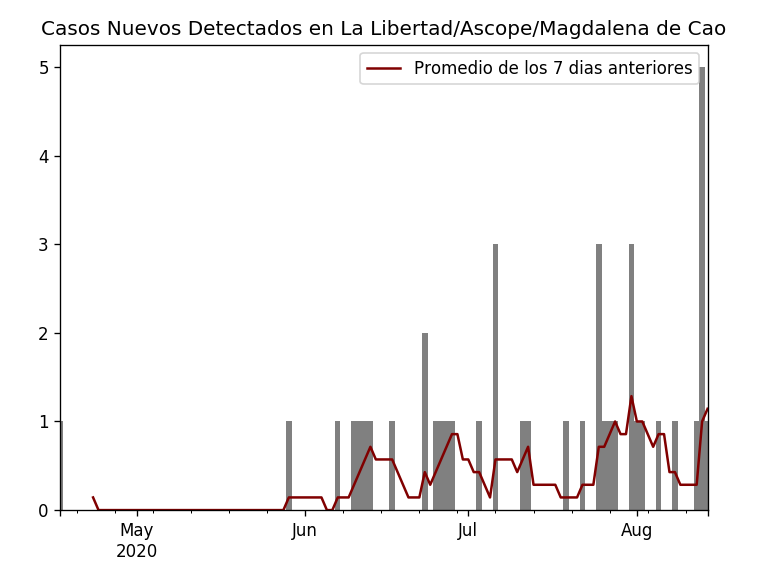 Casos Nuevos Detectados en La Libertad/Ascope/Magdalena de Cao
Promedio de los 7 dias anteriores
5
4
3
2
1
0
May Jun Jul Aug
2020